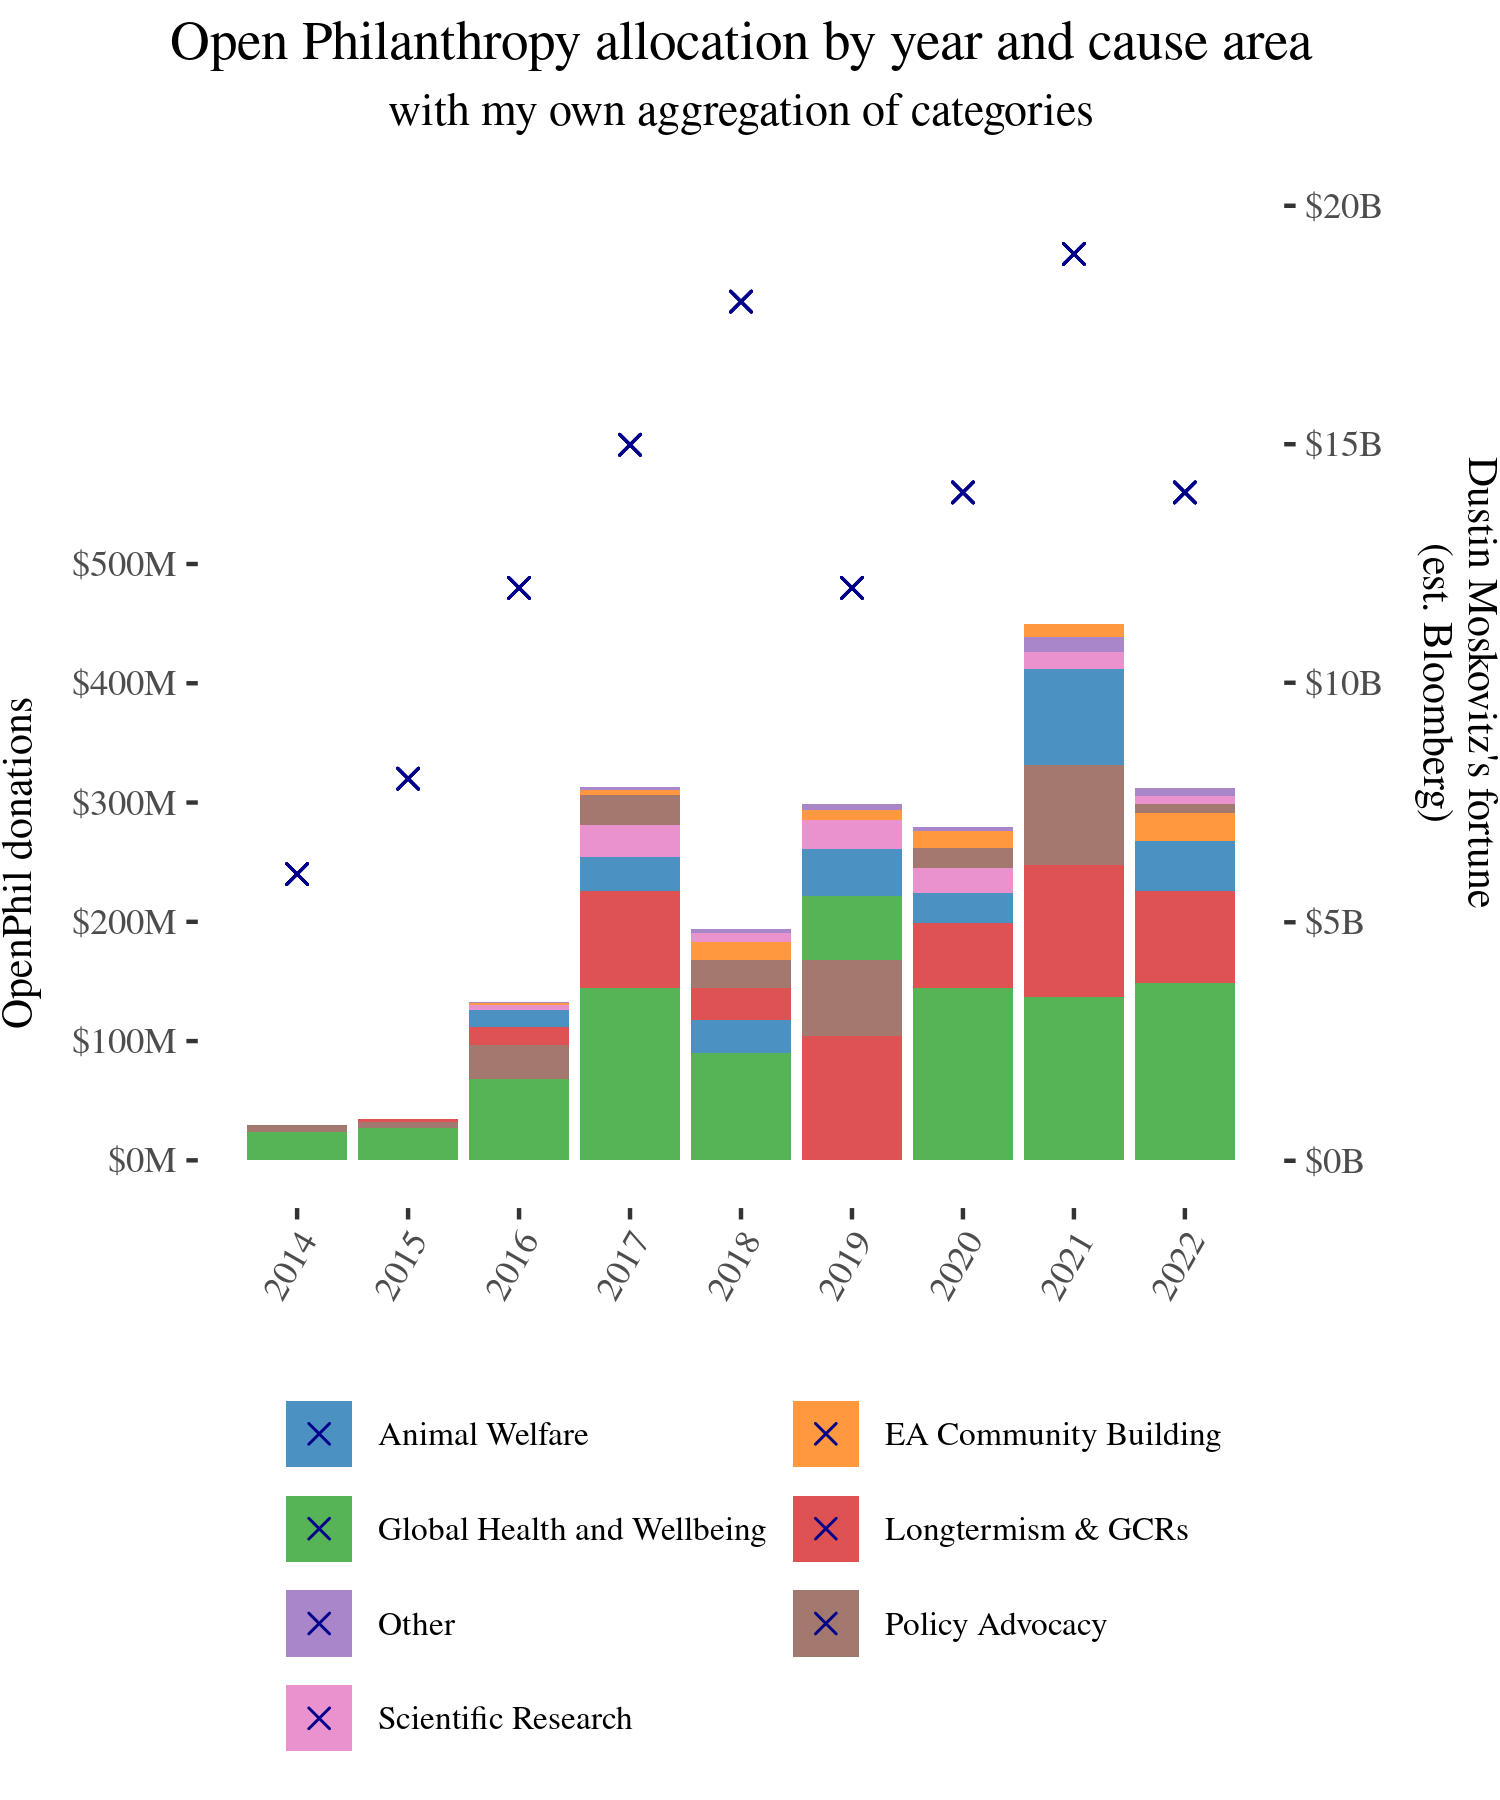 Open Philanthropy allocation by year and cause area
with my own aggregation of categories
OpenPhil donations
$500M
$400M
$300M
$200M
$100M
$0M
$20B
$15B
$10B
$5B
$0B
Dustin Moskovitz's fortune
(est. Bloomberg)
2014
2015
2016
2017
2018
2019
2020
2021
2022
Animal Welfare
EA Community Building
Global Health and Wellbeing
Longtermism & GCRs
Other
Policy Advocacy
Scientific Research